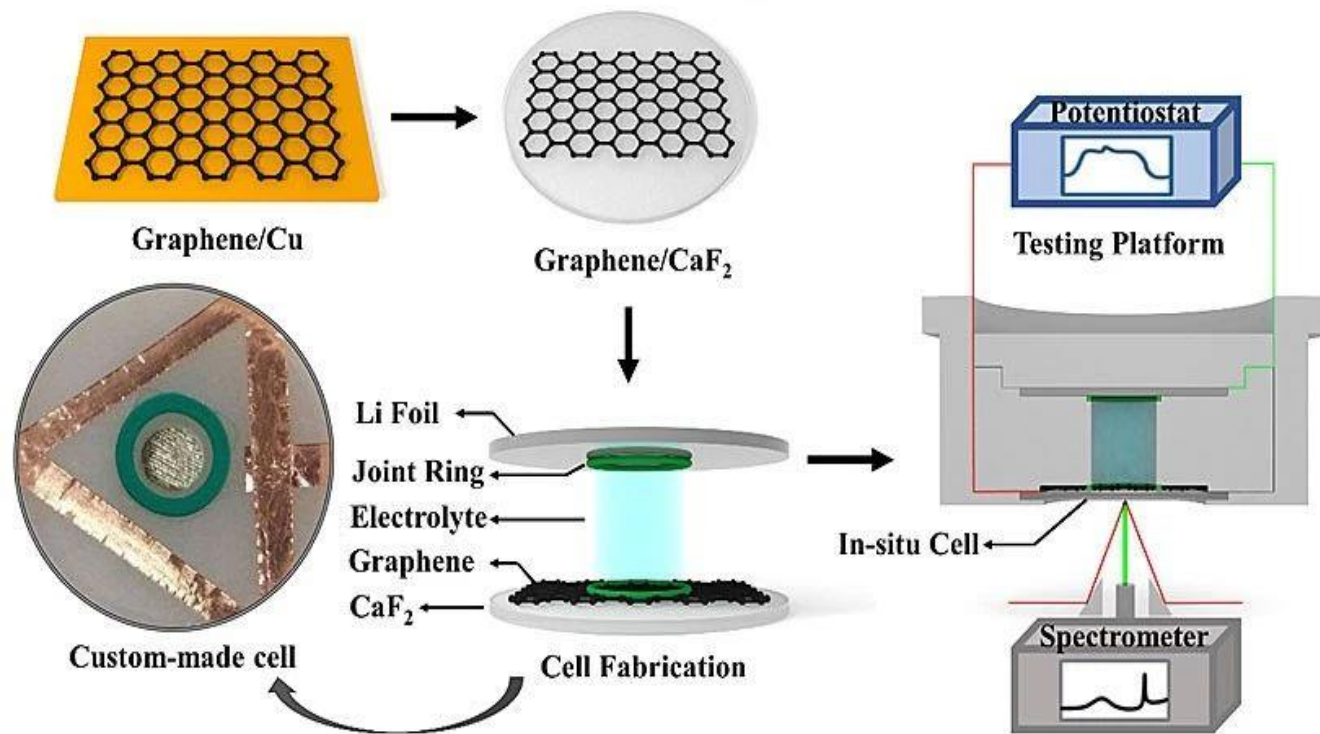 Graphene/Cu
Graphene/CaF₂
Potentiostat
Testing Platform
Li Foil
Joint Ring
Electrolyte
Graphene
CaF₂
In-situ Cell
Custom-made cell
Cell Fabrication
Spectrometer